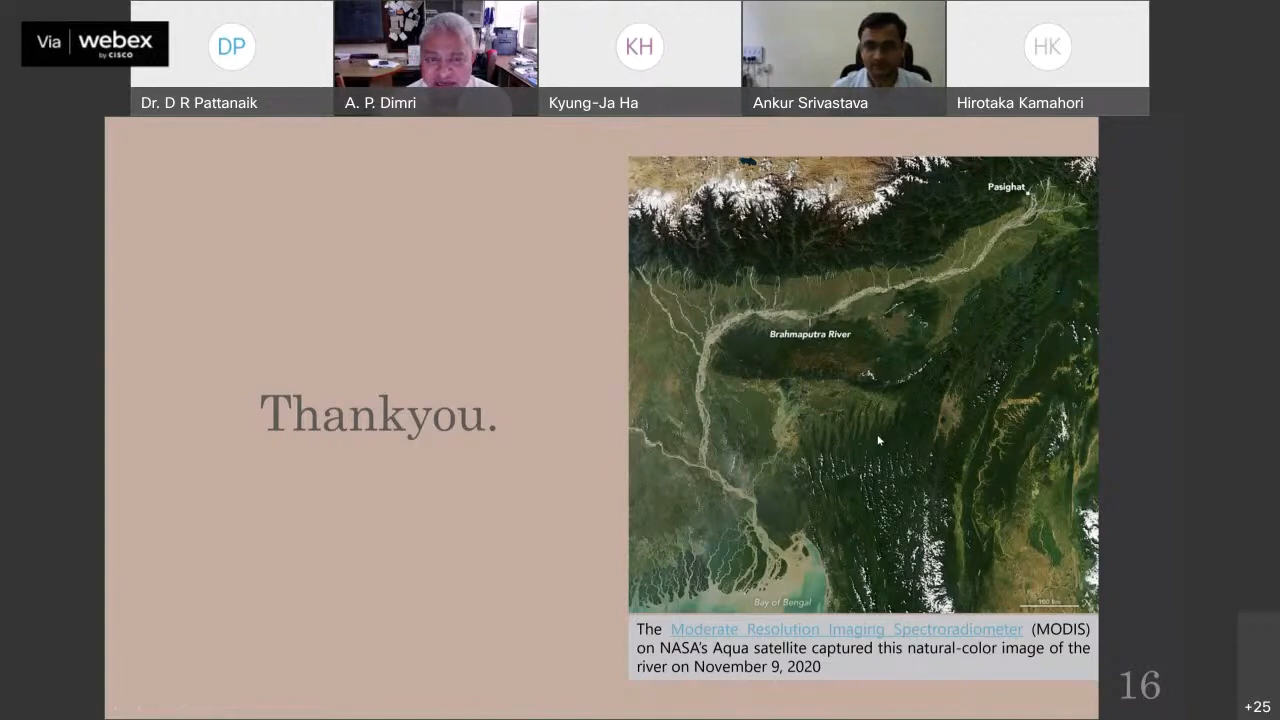 Via webex
by CISCO
DP
KH
HK
Dr. D R Pattanaik
A. P. Dimri
Kyung-Ja Ha
Ankur Srivastava
Hirotaka Kamahori
Pasighat
Brahmaputra River
Thankyou.
Bay of Bengal
100 km
The Moderate Resolution Imaging Spectroradiometer (MODIS)
on NASA's Aqua satellite captured this natural-color image of the
river on November 9, 2020
16
+25